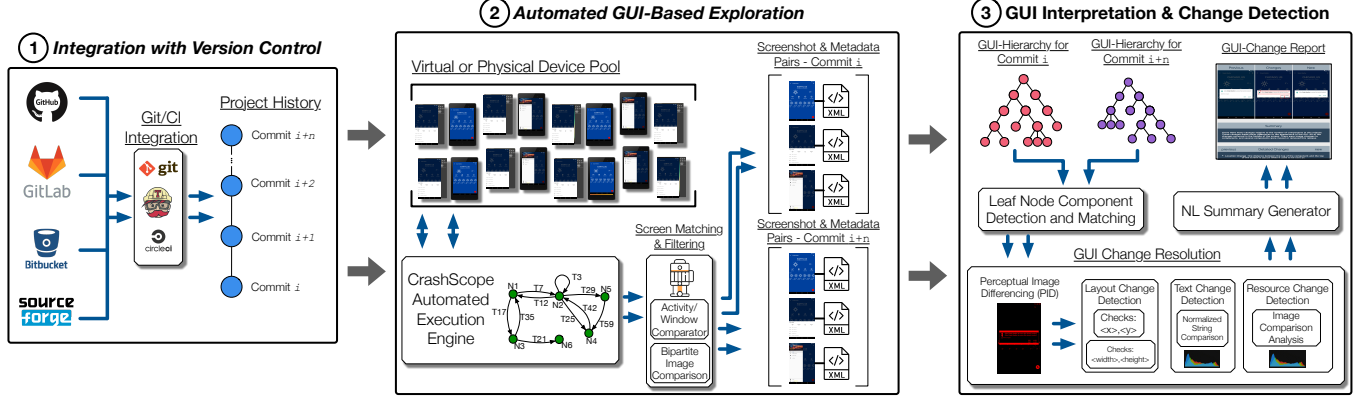 1 Integration with Version Control
GitHub
GitLab
Bitbucket
source
forge
Git/CI
Integration
git
circleci
Project History
Commit i+n
Commit i+2
Commit i+1
Commit i
2 Automated GUI-Based Exploration
Virtual or Physical Device Pool
CrashScope
Automated
Execution
Engine
N1
T7
T3
N5
T12
N2
T29
T17
T35
T42
T25
T59
N3
T21
N6
N4
Screen Matching
& Filtering
Activity/
Window
Comparator
Bipartite
Image
Comparison
Screenshot & Metadata
Pairs - Commit i
</>
XML
</>
XML
</>
XML
Screenshot & Metadata
Pairs - Commit i+n
</>
XML
</>
XML
</>
XML
3 GUI Interpretation & Change Detection
GUI-Hierarchy for
Commit i
GUI-Hierarchy for
Commit i+n
GUI-Change Report
Leaf Node Component
Detection and Matching
NL Summary Generator
GUI Change Resolution
Perceptual Image
Differencing (PID)
Layout Change
Detection
Checks:
<x>,<y>
Checks:
<width>,<height>
Text Change
Detection
Normalized
String
Comparison
Resource Change
Detection
Image
Comparison
Analysis